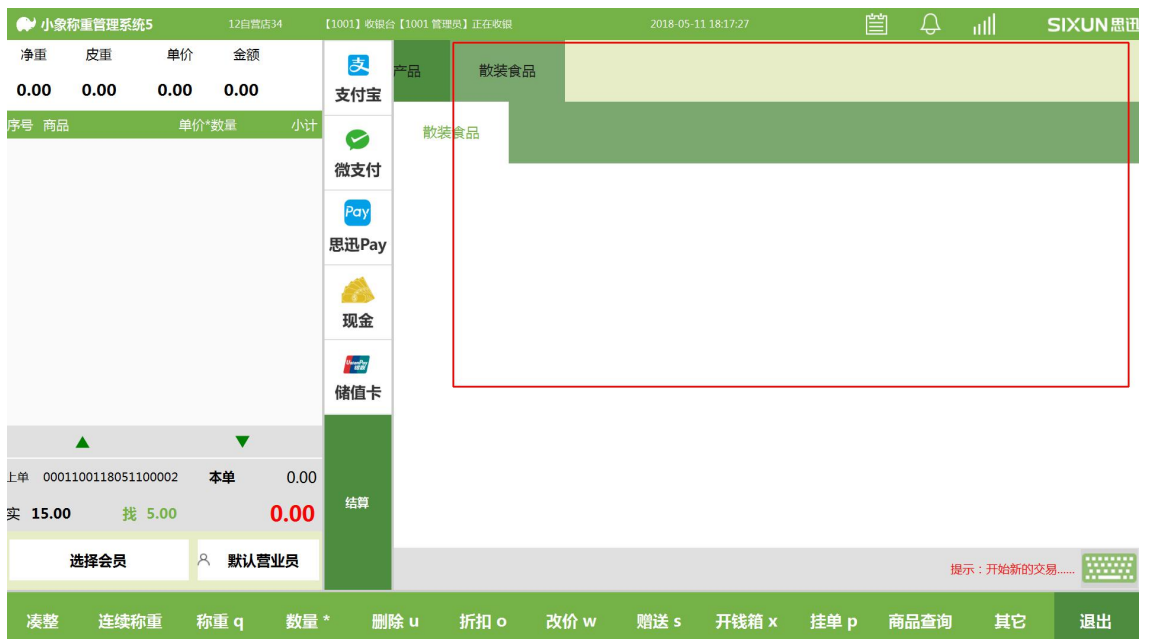 小象称重管理系统5 12自营店34 【1001】收银台【1001 管理员】正在收银 2018-05-11 18:17:27 SIXUN思迅
净重 皮重 单价 金额
0.00 0.00 0.00 0.00
序号 商品 单价*数量 小计
支付宝
微支付
Pay
思迅Pay
现金
UnionPay
银联
储值卡
结算
产品 散装食品
散装食品
上单 0001100118051100002 本单 0.00
实 15.00 找 5.00 0.00
选择会员 默认营业员
提示：开始新的交易......
凑整 连续称重 称重 q 数量 * 删除 u 折扣 o 改价 w 赠送 s 开钱箱 x 挂单 p 商品查询 其它 退出